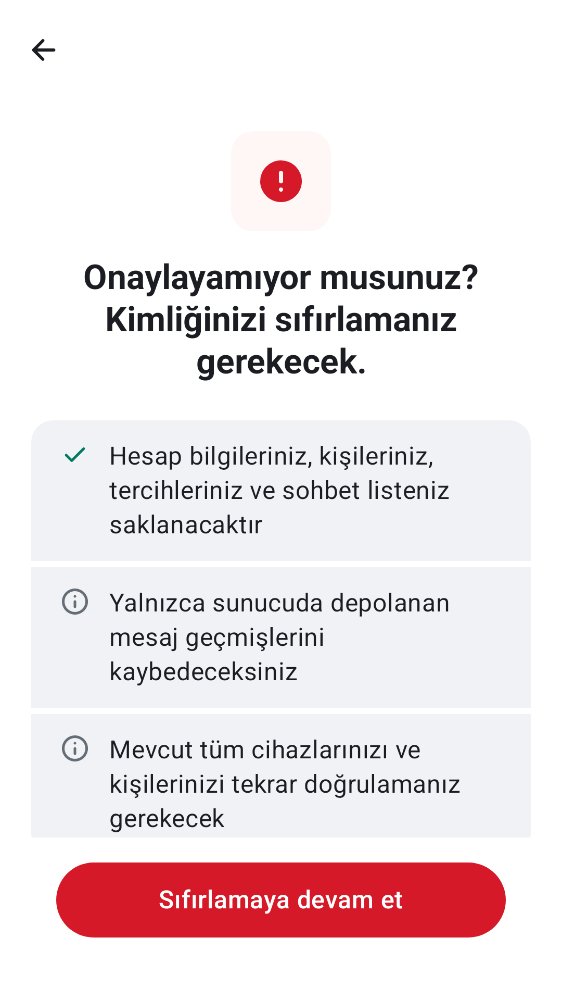 Onaylayamıyor musunuz?
Kimliğinizi sıfırlamanız
gerekecek.
Hesap bilgileriniz, kişileriniz,
tercihleriniz ve sohbet listeniz
saklanacaktır
Yalnızca sunucuda depolanan
mesaj geçmişlerini
kaybedeceksiniz
Mevcut tüm cihazlarınızı ve
kişilerinizi tekrar doğrulamanız
gerekecek
Sıfırlamaya devam et